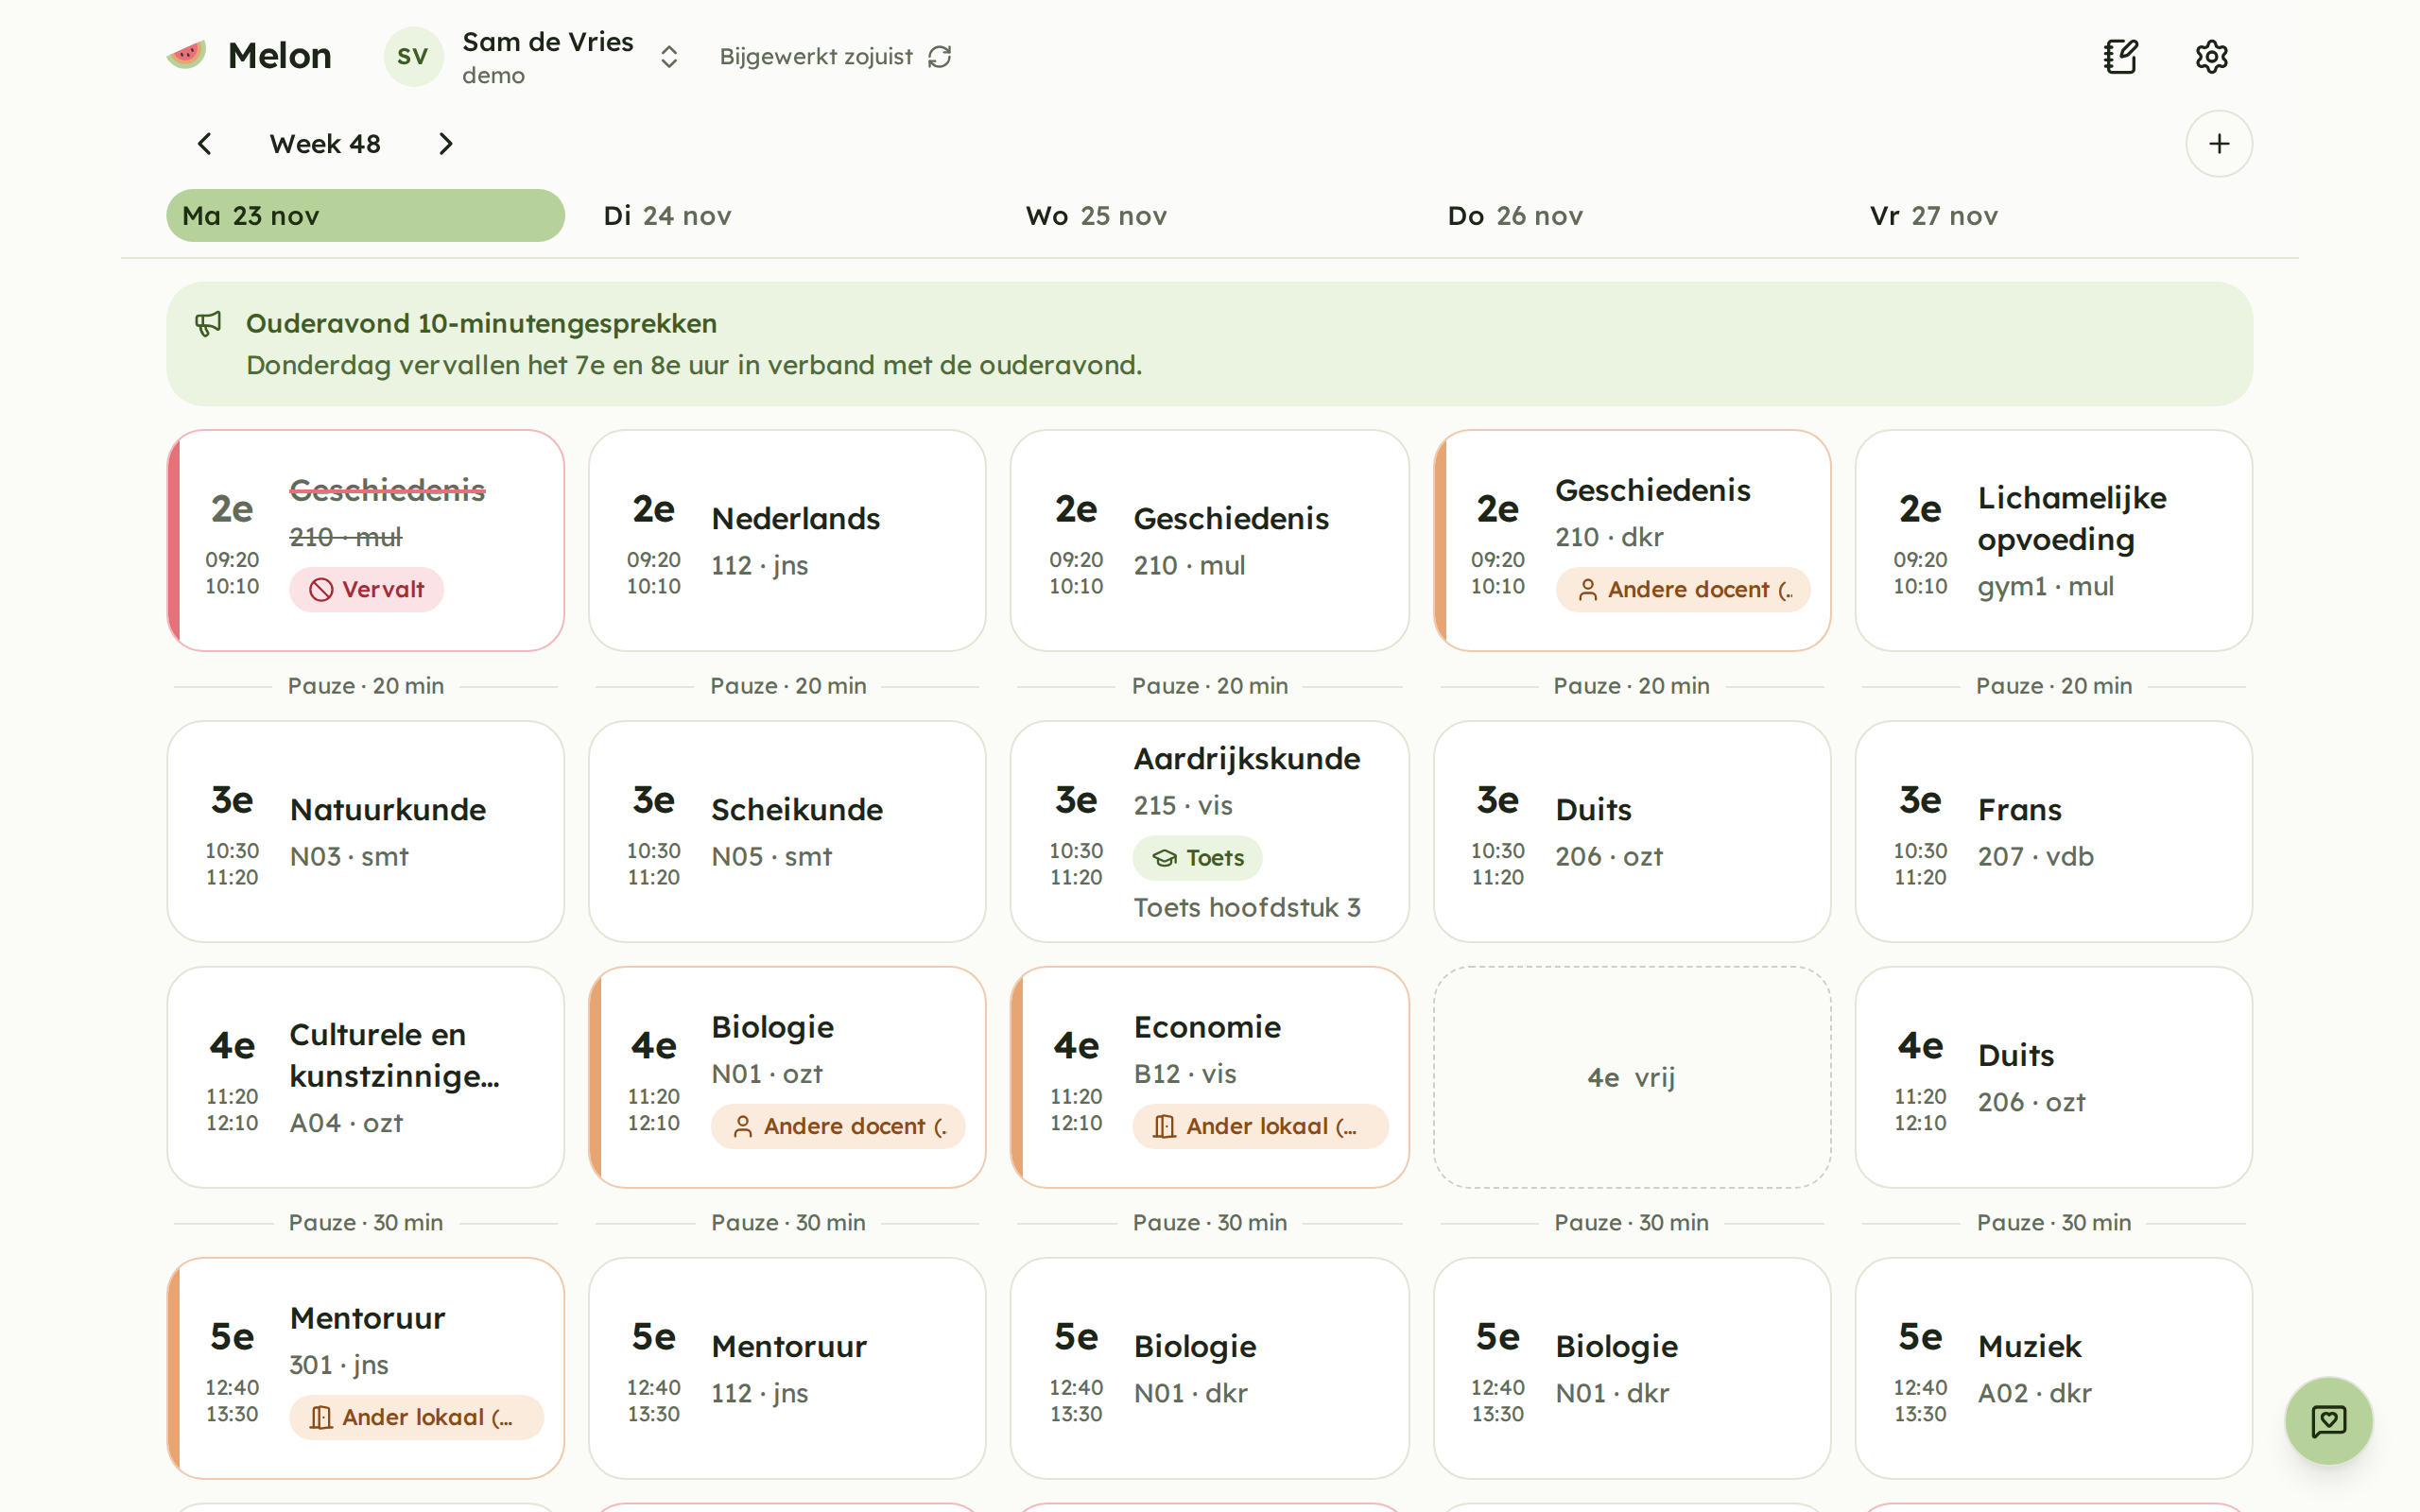 Melon
SV
Sam de Vries
demo
Bijgewerkt zojuist
Week 48
Ma 23 nov
Di 24 nov
Wo 25 nov
Do 26 nov
Vr 27 nov
Ouderavond 10-minutengesprekken
Donderdag vervallen het 7e en 8e uur in verband met de ouderavond.
2e
09:20
10:10
Geschiedenis
210 · mul
Vervalt
2e
09:20
10:10
Nederlands
112 · jns
2e
09:20
10:10
Geschiedenis
210 · mul
2e
09:20
10:10
Geschiedenis
210 · dkr
Andere docent (..
2e
09:20
10:10
Lichamelijke
opvoeding
gym1 · mul
Pauze · 20 min
Pauze · 20 min
Pauze · 20 min
Pauze · 20 min
Pauze · 20 min
3e
10:30
11:20
Natuurkunde
N03 · smt
3e
10:30
11:20
Scheikunde
N05 · smt
3e
10:30
11:20
Aardrijkskunde
215 · vis
Toets
Toets hoofdstuk 3
3e
10:30
11:20
Duits
206 · ozt
3e
10:30
11:20
Frans
207 · vdb
4e
11:20
12:10
Culturele en
kunstzinnige...
A04 · ozt
4e
11:20
12:10
Biologie
N01 · ozt
Andere docent (.
4e
11:20
12:10
Economie
B12 · vis
Ander lokaal (...
4e vrij
4e
11:20
12:10
Duits
206 · ozt
Pauze · 30 min
Pauze · 30 min
Pauze · 30 min
Pauze · 30 min
Pauze · 30 min
5e
12:40
13:30
Mentoruur
301 · jns
Ander lokaal (...
5e
12:40
13:30
Mentoruur
112 · jns
5e
12:40
13:30
Biologie
N01 · dkr
5e
12:40
13:30
Biologie
N01 · dkr
5e
12:40
13:30
Muziek
A02 · dkr